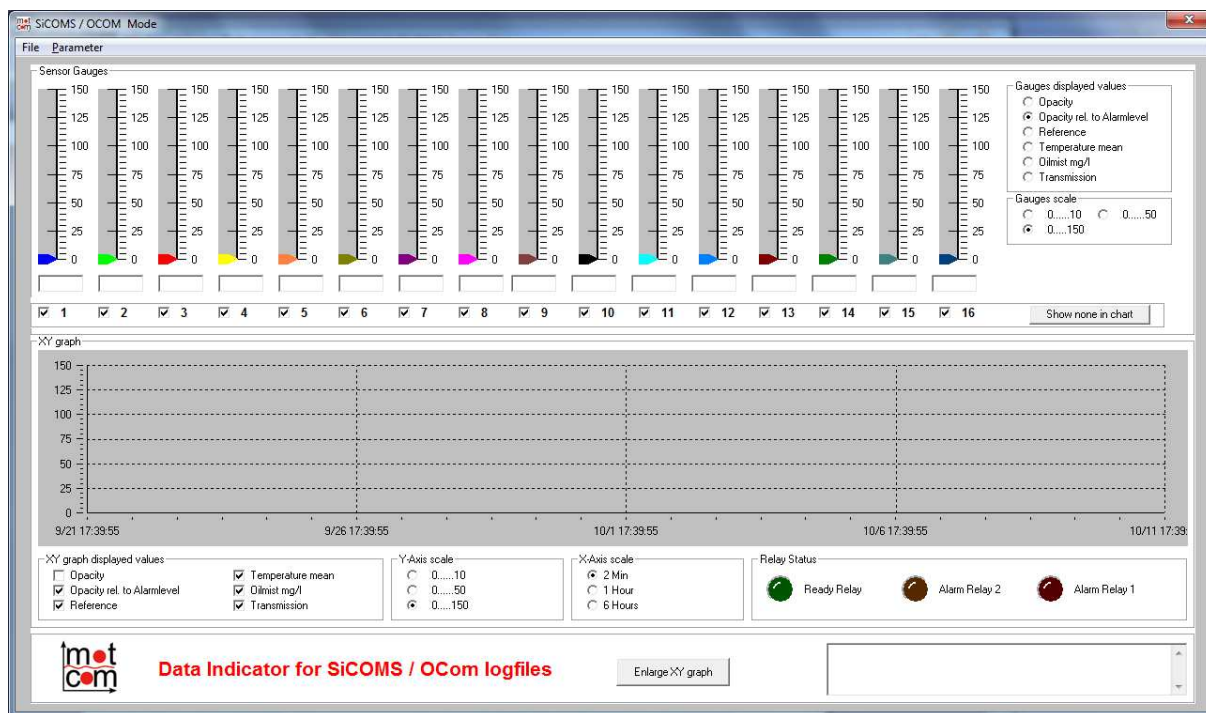 SiCOMS / OCOM Mode
File Parameter
Sensor Gauges
150 150 150 150 150 150 150 150 150 150 150 150 150 150 150 150
125 125 125 125 125 125 125 125 125 125 125 125 125 125 125 125
100 100 100 100 100 100 100 100 100 100 100 100 100 100 100 100
75 75 75 75 75 75 75 75 75 75 75 75 75 75 75 75
50 50 50 50 50 50 50 50 50 50 50 50 50 50 50 50
25 25 25 25 25 25 25 25 25 25 25 25 25 25 25 25
0 0 0 0 0 0 0 0 0 0 0 0 0 0 0 0
Gauges displayed values
Opacity
Opacity rel. to Alarmlevel
Reference
Temperature mean
Oilmist mg/l
Transmission
Gauges scale
0.....10 0.....50
0.....150
1 2 3 4 5 6 7 8 9 10 11 12 13 14 15 16
Show none in chart
XY graph
150
125
100
75
50
25
0
9/21 17:39:55 9/26 17:39:55 10/1 17:39:55 10/6 17:39:55 10/11 17:39:
XY graph displayed values
Opacity
Opacity rel. to Alarmlevel
Reference
Temperature mean
Oilmist mg/l
Transmission
Y-Axis scale
0.....10
0.....50
0.....150
X-Axis scale
2 Min
1 Hour
6 Hours
Relay Status
Ready Relay Alarm Relay 2 Alarm Relay 1
mot
com
Data Indicator for SiCOMS / OCom logfiles
Enlarge XY graph